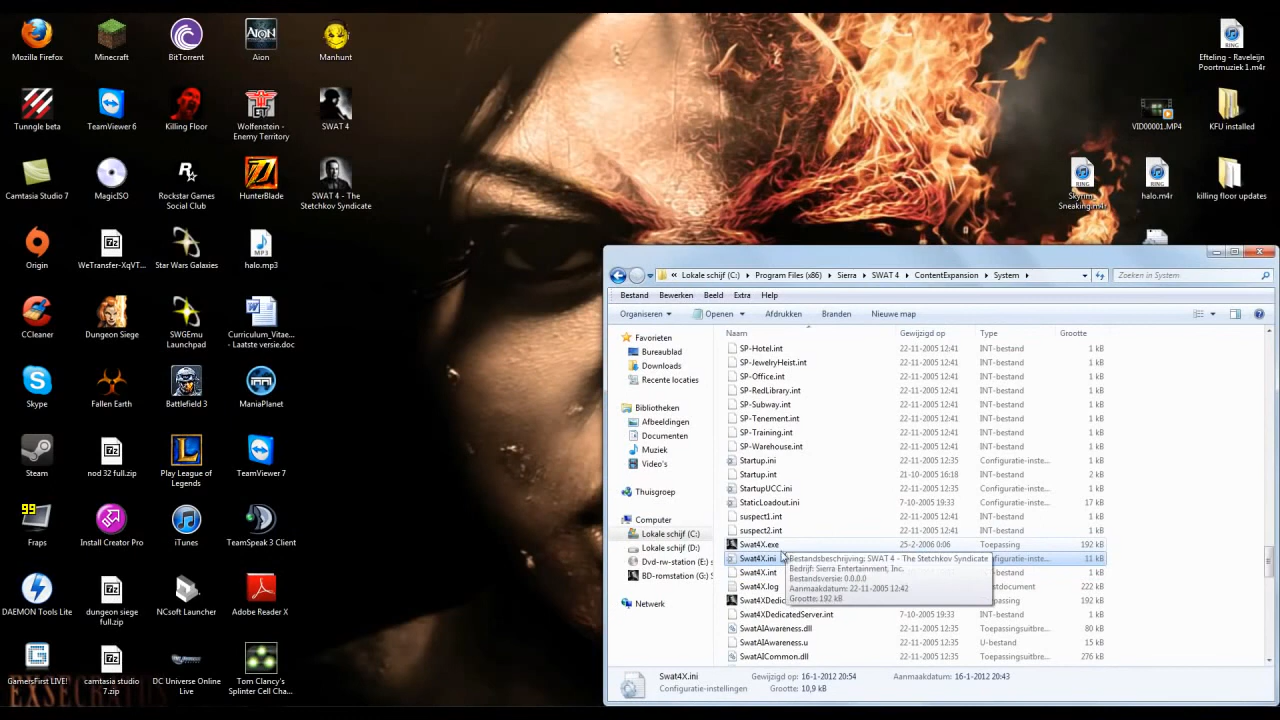 Mozilla Firefox
Minecraft
BitTorrent
AION
Aion
Manhunt
Tunngle beta
TeamViewer 6
Killing Floor
ET
Wolfenstein -
Enemy Territory
SWAT 4
Camtasia Studio 7
MagicISO
Rockstar Games
Social Club
HunterBlade
SWAT 4 - The
Stetchkov Syndicate
Origin
WeTransfer-XqVT...
Star Wars Galaxies
halo.mp3
CCleaner
Dungeon Siege
SWGEmu
Launchpad
Curriculum_Vitae...
- Laatste versie.doc
Skype
Fallen Earth
Battlefield 3
ManiaPlanet
Steam
nod 32 full.zip
Play League of
Legends
TeamViewer 7
99
Fraps
Install Creator Pro
iTunes
TeamSpeak 3 Client
DAEMON Tools Lite
dungeon siege
full.zip
NCsoft Launcher
Adobe Reader X
GamersFirst LIVE!
camtasia studio
7.zip
DC Universe Online
Live
Tom Clancy's
Splinter Cell Cha...
Efteling - Raveleijn
Poortmuziek 1.m4r
VID00001.MP4
KFU installed
Skyrim
Sneaking.m4r
halo.m4r
killing floor updates
« Lokale schijf (C:) Program Files (x86) Sierra SWAT 4 ContentExpansion System
Zoeken in System
Bestand Bewerken Beeld Extra Help
Organiseren Openen Afdrukken Branden Nieuwe map
Favorieten
Bureaublad
Downloads
Recente locaties
Bibliotheken
Afbeeldingen
Documenten
Muziek
Video's
Thuisgroep
Computer
Lokale schijf (C:)
Lokale schijf (D:)
Dvd-rw-station (E:) s
BD-romstation (G:) S
Netwerk
Naam Gewijzigd op Type Grootte
SP-Hotel.int 22-11-2005 12:41 INT-bestand 1 kB
SP-JewelryHeist.int 22-11-2005 12:41 INT-bestand 1 kB
SP-Office.int 22-11-2005 12:41 INT-bestand 1 kB
SP-RedLibrary.int 22-11-2005 12:41 INT-bestand 1 kB
SP-Subway.int 22-11-2005 12:41 INT-bestand 1 kB
SP-Tenement.int 22-11-2005 12:41 INT-bestand 1 kB
SP-Training.int 22-11-2005 12:41 INT-bestand 1 kB
SP-Warehouse.int 22-11-2005 12:41 INT-bestand 1 kB
Startup.ini 22-11-2005 12:35 Configuratie-inste... 1 kB
Startup.int 21-10-2005 16:18 INT-bestand 2 kB
StartupUCC.ini 22-11-2005 12:35 Configuratie-inste... 1 kB
StaticLoadout.ini 7-10-2005 19:33 Configuratie-inste... 1 kB
suspect1.int 22-11-2005 12:41 INT-bestand 1 kB
suspect2.int 22-11-2005 12:41 INT-bestand 1 kB
Swat4X.exe 25-2-2006 0:06 Toepassing 192 kB
Swat4X.ini 11 kB
Swat4X.int 1 kB
Swat4X.log 222 kB
Swat4XDedic 192 kB
Bestandsbeschrijving: SWAT 4 - The Stetchkov Syndicate
Bedrijf: Sierra Entertainment, Inc.
Bestandsversie: 0.0.0.0
Aanmaakdatum: 22-11-2005 12:42
Grootte: 192 kB
Swat4XDedicatedServer.int 7-10-2005 19:33 INT-bestand 1 kB
SwatAIAwareness.dll 22-11-2005 12:35 Toepassingsuitbre... 80 kB
SwatAIAwareness.u 22-11-2005 12:35 U-bestand 15 kB
SwatAICommon.dll 22-11-2005 12:35 Toepassingsuitbre... 276 kB
Swat4X.ini Gewijzigd op: 16-1-2012 20:54 Aanmaakdatum: 16-1-2012 20:43
Configuratie-instellingen Grootte: 10,9 kB